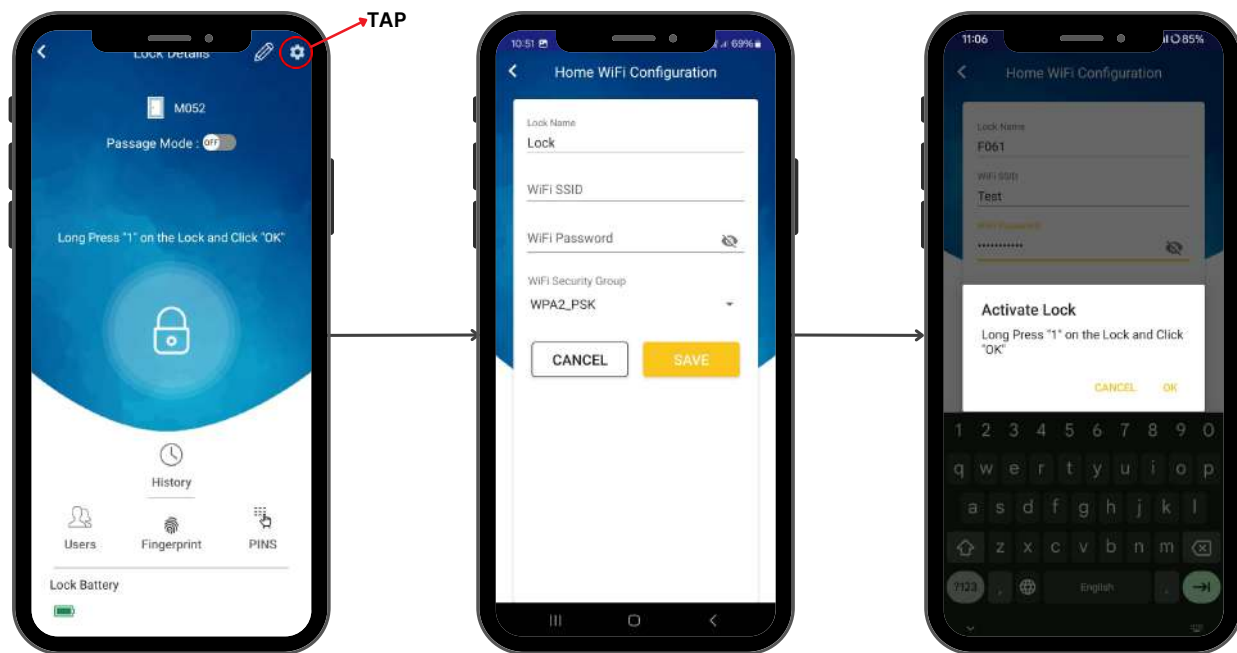 TAP
Lock Details
M052
Passage Mode : OFF
Long Press "1" on the Lock and Click "OK"
History
Users
Fingerprint
PINS
Lock Battery
10:51
69%
Home WiFi Configuration
Lock Name
Lock
WiFi SSID
WiFi Password
WiFi Security Group
WPA2_PSK
CANCEL
SAVE
11:06
85%
Home WiFi Configuration
Lock Name
F061
WiFi SSID
Test
WiFi Password
Activate Lock
Long Press "1" on the Lock and Click
"OK"
CANCEL
OK
1 2 3 4 5 6 7 8 9 0
q w e r t y u i o p
a s d f g h j k l
z x c v b n m
?123 , English .